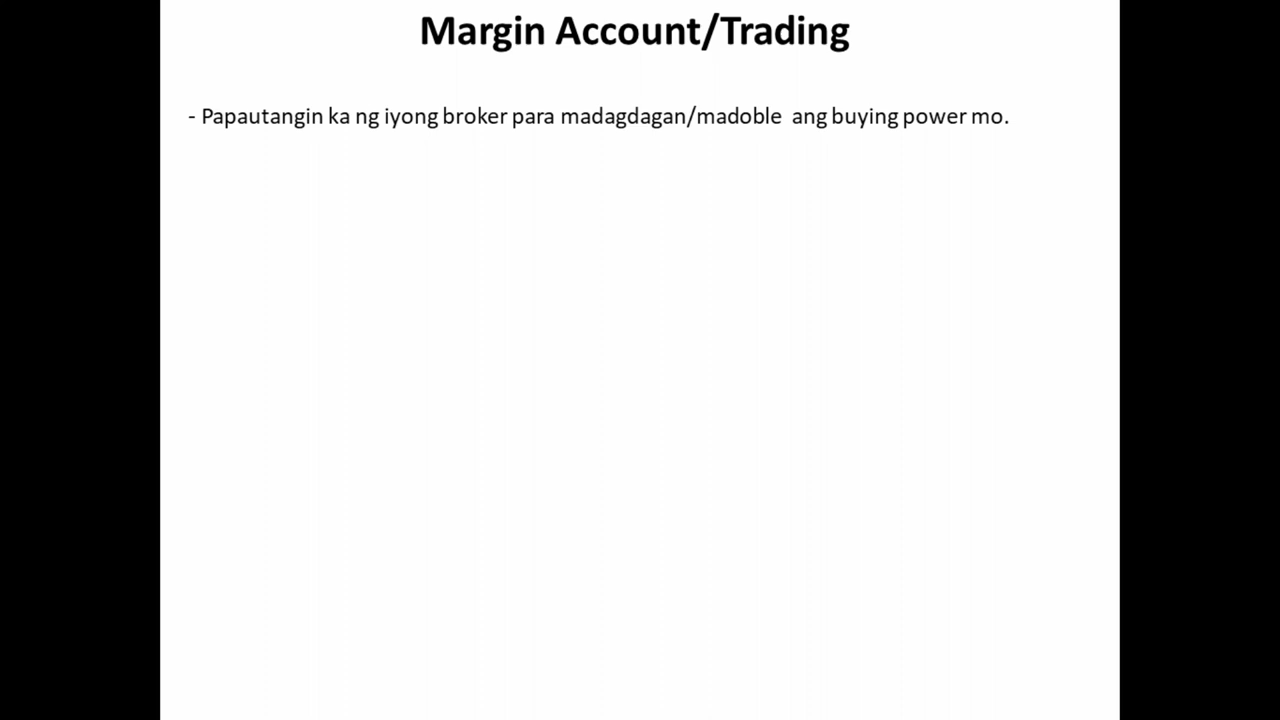 Margin Account/Trading
- Papautangin ka ng iyong broker para madagdagan/madoble  ang buying power mo.